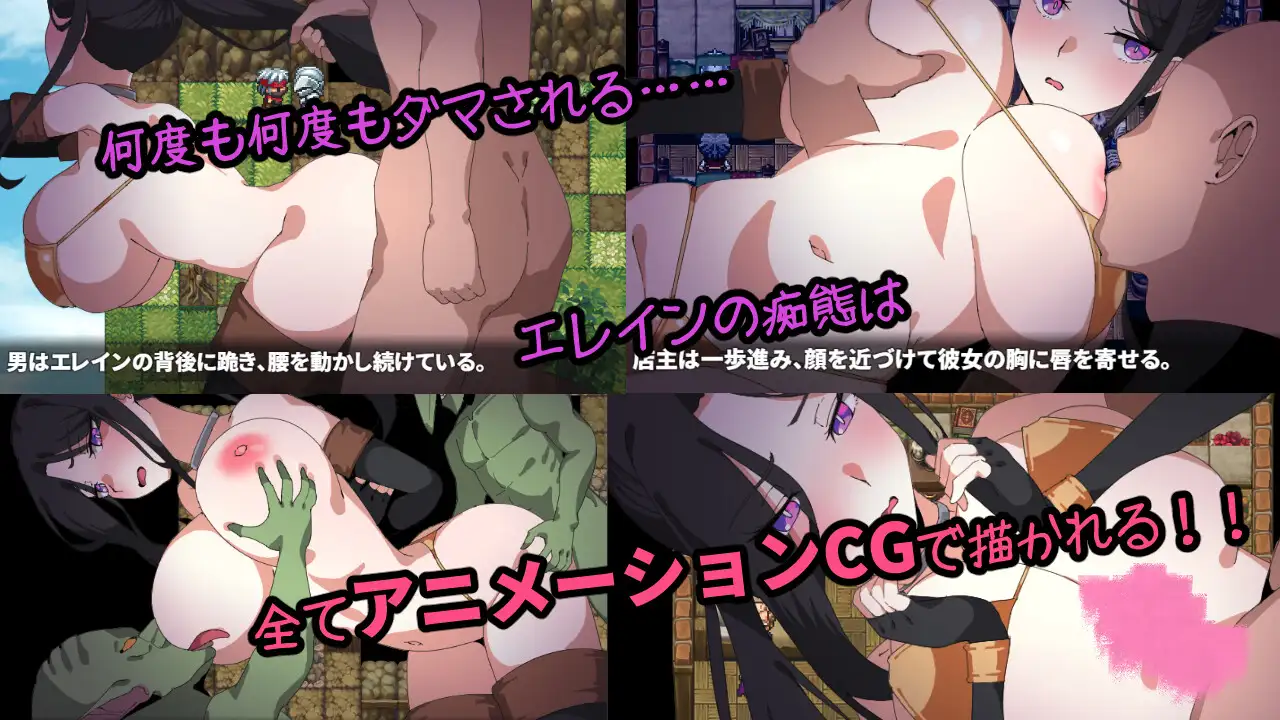 何度も何度もダマされる……
エレインの痴態は
男はエレインの背後に跪き、腰を動かし続けている。
店主は一歩進み、顔を近づけて彼女の胸に唇を寄せる。
全てアニメーションCGで描かれる!!